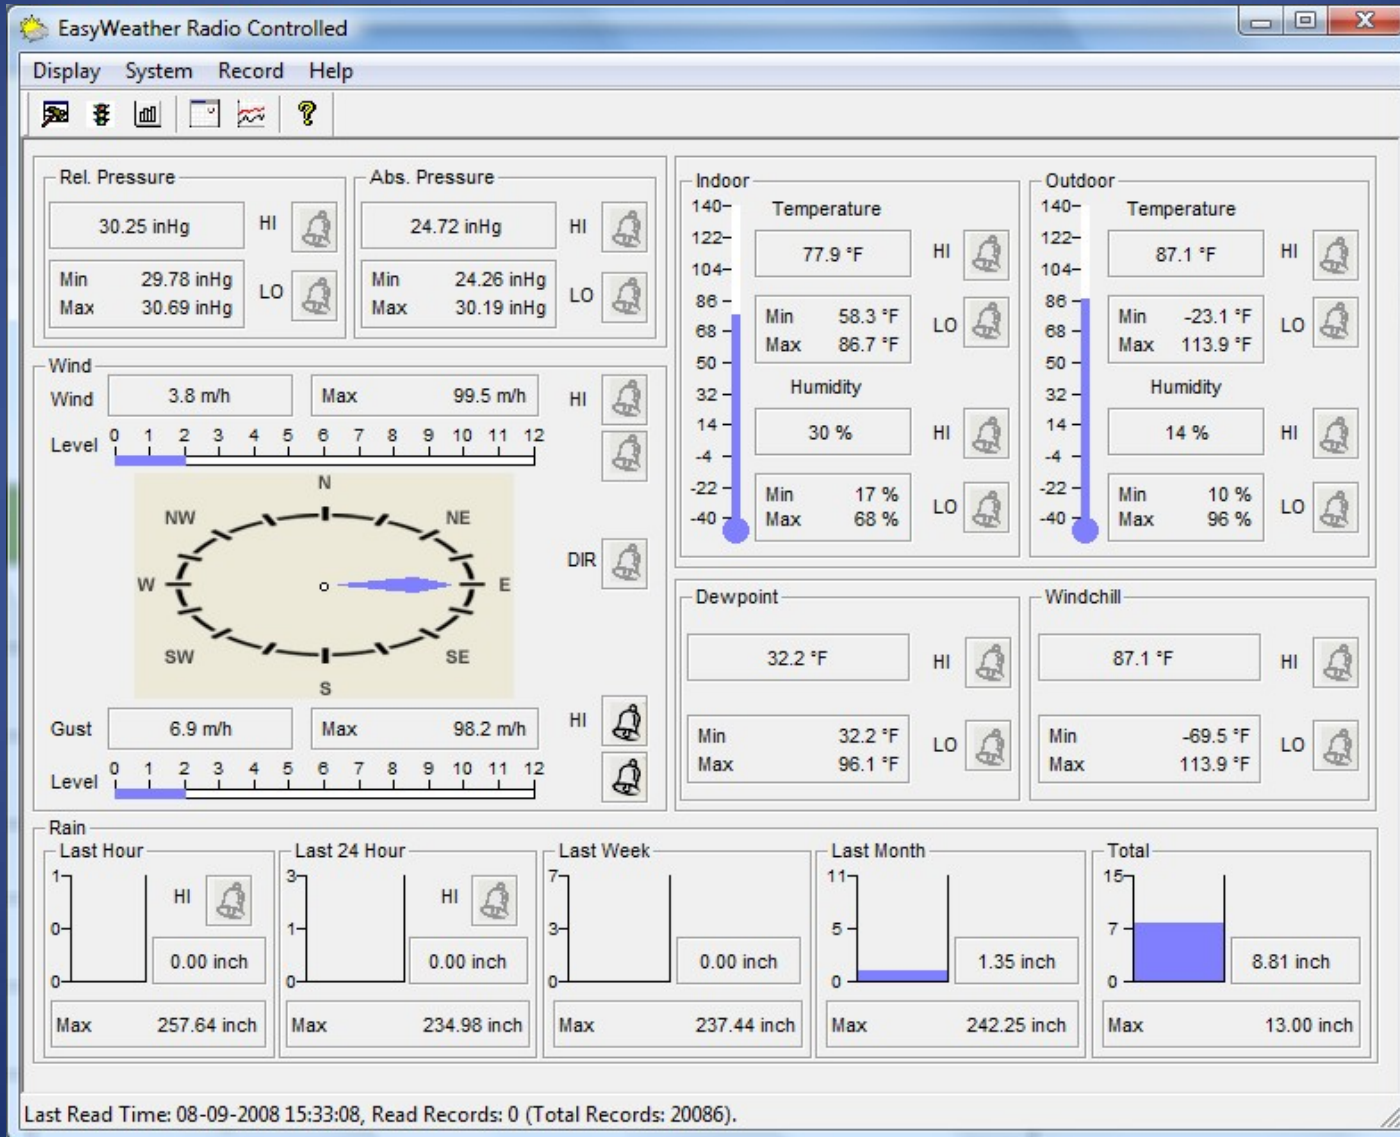 EasyWeather Radio Controlled
Display System Record Help
Rel. Pressure
30.25 inHg
HI
Min 29.78 inHg
Max 30.69 inHg
LO
Abs. Pressure
24.72 inHg
HI
Min 24.26 inHg
Max 30.19 inHg
LO
Wind
Wind 3.8 m/h Max 99.5 m/h HI
Level 0 1 2 3 4 5 6 7 8 9 10 11 12
N
NW NE
W E
SW SE
S
DIR
Gust 6.9 m/h Max 98.2 m/h HI
Level 0 1 2 3 4 5 6 7 8 9 10 11 12
Indoor
140
122
104
86
68
50
32
14
-4
-22
-40
Temperature
77.9 °F
HI
Min 58.3 °F
Max 86.7 °F
LO
Humidity
30 %
HI
Min 17 %
Max 68 %
LO
Outdoor
140
122
104
86
68
50
32
14
-4
-22
-40
Temperature
87.1 °F
HI
Min -23.1 °F
Max 113.9 °F
LO
Humidity
14 %
HI
Min 10 %
Max 96 %
LO
Dewpoint
32.2 °F
HI
Min 32.2 °F
Max 96.1 °F
LO
Windchill
87.1 °F
HI
Min -69.5 °F
Max 113.9 °F
LO
Rain
Last Hour
1
0
0
HI
0.00 inch
Max 257.64 inch
Last 24 Hour
3
1
0
HI
0.00 inch
Max 234.98 inch
Last Week
7
3
0
0.00 inch
Max 237.44 inch
Last Month
11
5
0
1.35 inch
Max 242.25 inch
Total
15
7
0
8.81 inch
Max 13.00 inch
Last Read Time: 08-09-2008 15:33:08, Read Records: 0 (Total Records: 20086).